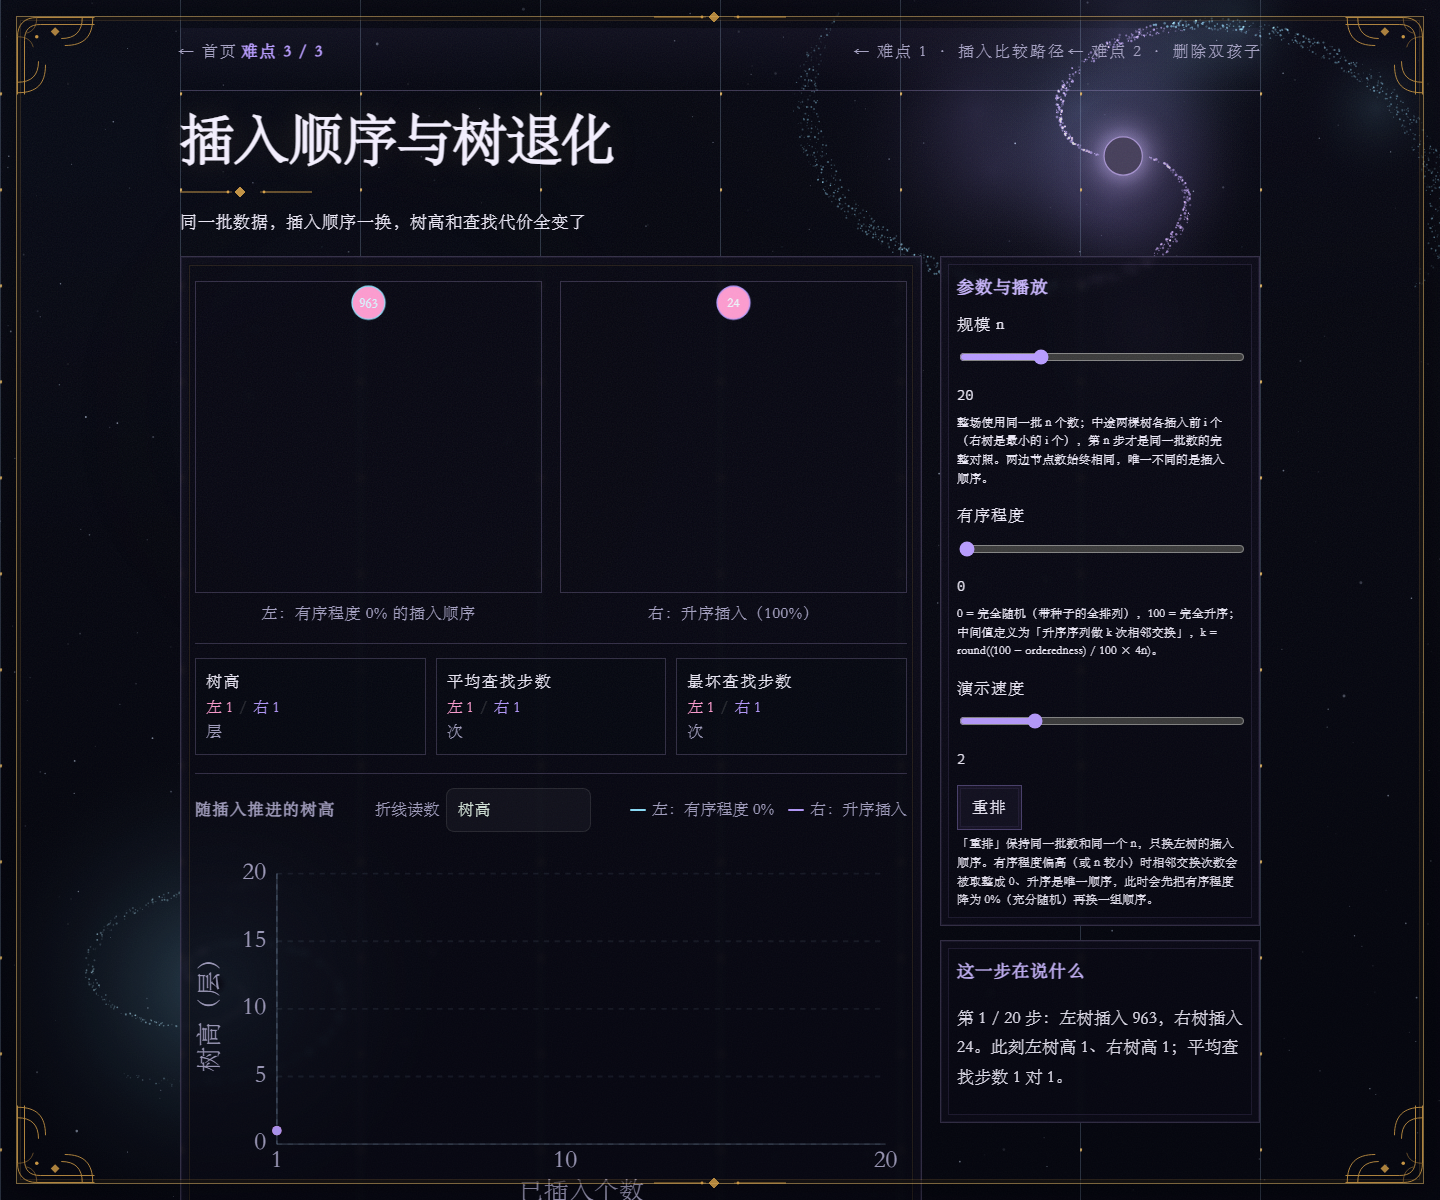 ← 首页 难点 3 / 3
← 难点 1 · 插入比较路径 ← 难点 2 · 删除双孩子
插入顺序与树退化
同一批数据，插入顺序一换，树高和查找代价全变了
963
24
左：有序程度 0% 的插入顺序
右：升序插入（100%）
树高
左 1 / 右 1
层
平均查找步数
左 1 / 右 1
次
最坏查找步数
左 1 / 右 1
次
随插入推进的树高
折线读数 树高
左：有序程度 0%
右：升序插入
20
15
10
5
0
树高（层）
1
10
20
已插入个数
参数与播放
规模 n
20
整场使用同一批 n 个数；中途两棵树各插入前 i 个
（右树是最小的 i 个），第 n 步才是同一批数的完
整对照。两边节点数始终相同，唯一不同的是插入
顺序。
有序程度
0
0 = 完全随机（带种子的全排列），100 = 完全升序；
中间值定义为「升序序列做 k 次相邻交换」，k =
round((100 − orderedness) / 100 × 4n)。
演示速度
2
重排
「重排」保持同一批数和同一个 n，只换左树的插入
顺序。有序程度偏高（或 n 较小）时相邻交换次数会
被取整成 0、升序是唯一顺序，此时会先把有序程度
降为 0%（充分随机）再换一组顺序。
这一步在说什么
第 1 / 20 步：左树插入 963，右树插入
24。此刻左树高 1、右树高 1；平均查
找步数 1 对 1。